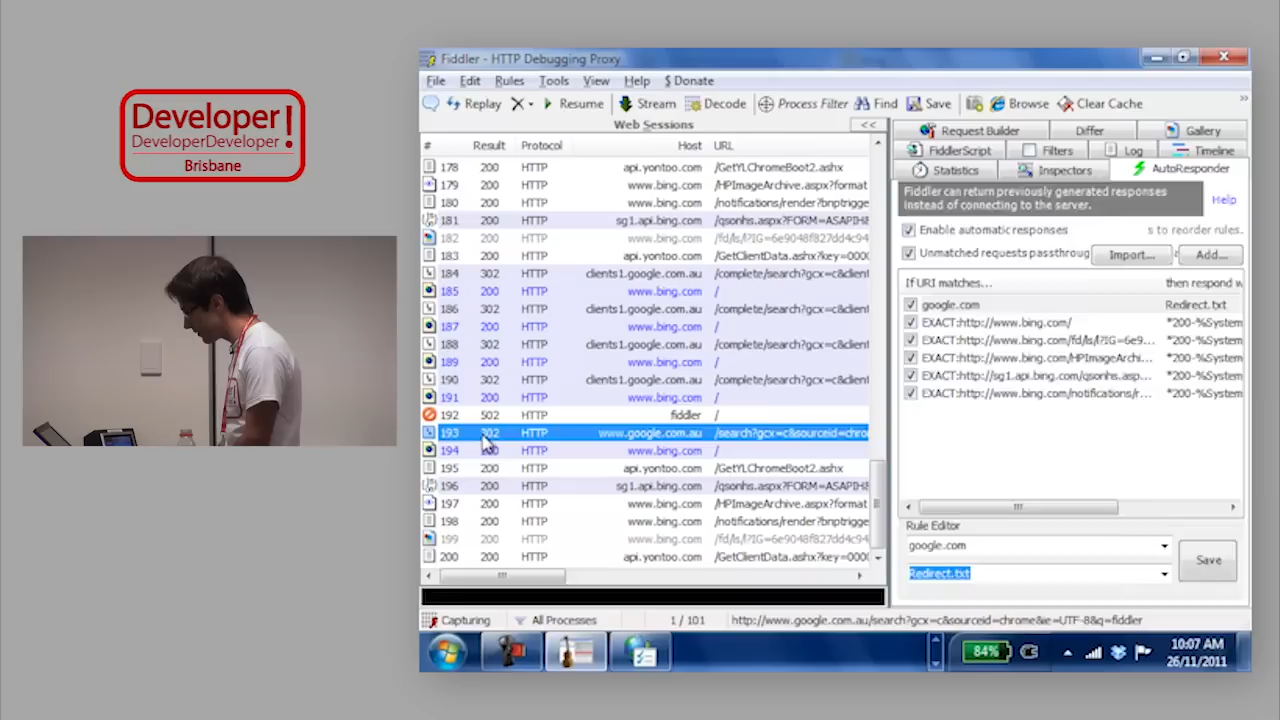 Developer!
DeveloperDeveloper
Brisbane
Fiddler - HTTP Debugging Proxy
File Edit Rules Tools View Help $ Donate
Replay X Resume Stream Decode Process Filter Find Save Browse Clear Cache
Web Sessions <<
# Result Protocol Host URL
178 200 HTTP api.yontoo.com /GetYLChromeBoot2.ashx
179 200 HTTP www.bing.com /HPImageArchive.aspx?format
180 200 HTTP www.bing.com /notifications/render?bnptrigge
181 200 HTTP sg1.api.bing.com /qsonhs.aspx?FORM=ASAPIH
182 200 HTTP www.bing.com /fd/ls/l?IG=6e9048f827dd4c94
183 200 HTTP api.yontoo.com /GetClientData.ashx?key=0000
184 302 HTTP clients1.google.com.au /complete/search?gcx=c&client
185 200 HTTP www.bing.com /
186 302 HTTP clients1.google.com.au /complete/search?gcx=c&client
187 200 HTTP www.bing.com /
188 302 HTTP clients1.google.com.au /complete/search?gcx=c&client
189 200 HTTP www.bing.com /
190 302 HTTP clients1.google.com.au /complete/search?gcx=c&client
191 200 HTTP www.bing.com /
192 502 HTTP fiddler /
193 302 HTTP www.google.com.au /search?gcx=c&sourceid=chro
194 200 HTTP www.bing.com /
195 200 HTTP api.yontoo.com /GetYLChromeBoot2.ashx
196 200 HTTP sg1.api.bing.com /qsonhs.aspx?FORM=ASAPIH
197 200 HTTP www.bing.com /HPImageArchive.aspx?format
198 200 HTTP www.bing.com /notifications/render?bnptrigge
199 200 HTTP www.bing.com /fd/ls/l?IG=6e9048f827dd4c94
200 200 HTTP api.yontoo.com /GetClientData.ashx?key=0000
Request Builder Differ Gallery
FiddlerScript Filters Log Timeline
Statistics Inspectors AutoResponder
Fiddler can return previously generated responses
instead of connecting to the server.
Help
Enable automatic responses s to reorder rules.
Unmatched requests passthroug Import... Add...
If URI matches... then respond w
google.com Redirect.txt
EXACT:http://www.bing.com/ *200-%System
EXACT:http://www.bing.com/fd/ls/l?IG=6e9... *200-%System
EXACT:http://www.bing.com/HPImageArchi... *200-%System
EXACT:http://sg1.api.bing.com/qsonhs.asp... *200-%System
EXACT:http://www.bing.com/notifications/r... *200-%System
Rule Editor
google.com
Redirect.txt
Save
Capturing All Processes 1 / 101 http://www.google.com.au/search?gcx=c&sourceid=chrome&ie=UTF-8&q=fiddler
84% 10:07 AM
26/11/2011